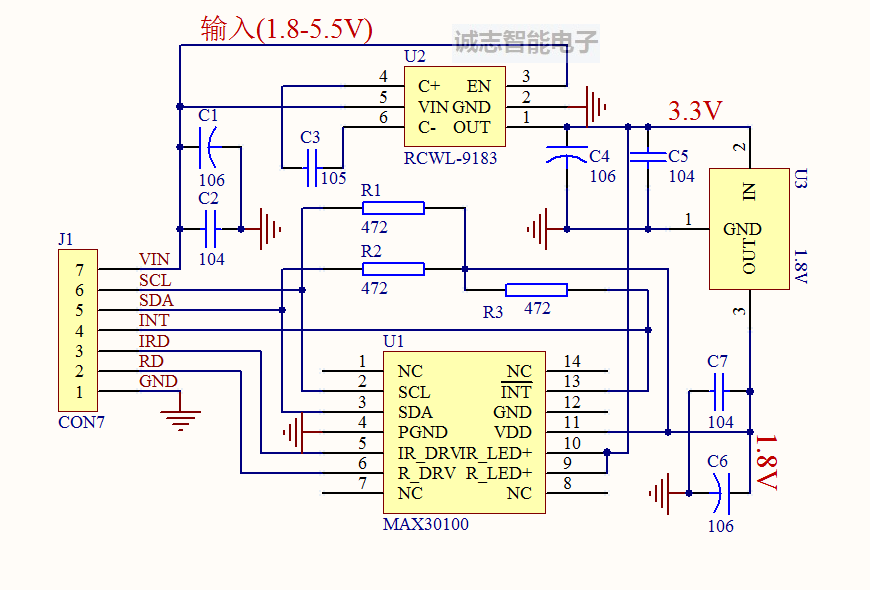 输入(1.8-5.5V)
诚志智能电子
U2
4 C+ EN 3
5 VIN GND 2
6 C- OUT 1
RCWL-9183
3.3V
C1
106
C2
104
C3
105
C4
106
C5
104
2
U3
IN
1 GND
OUT
1.8V
3
R1
472
R2
472
R3 472
J1
7 VIN
6 SCL
5 SDA
4 INT
3 IRD
2 RD
1 GND
CON7
U1
1 NC NC 14
2 SCL INT 13
3 SDA GND 12
4 PGND VDD 11
5 IR_DRV IR_LED+ 10
6 R_DRV R_LED+ 9
7 NC NC 8
MAX30100
C7
104
C6
106
1.8V